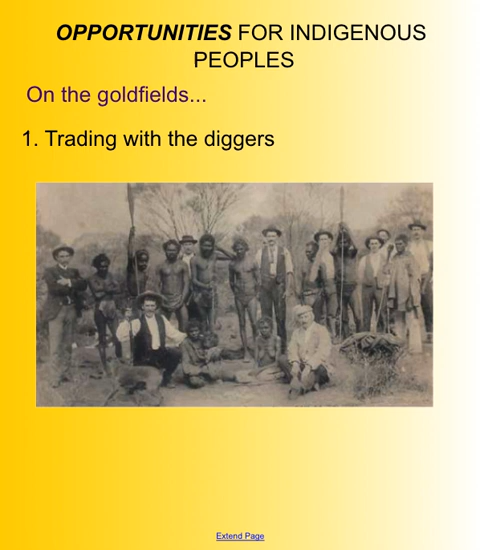 OPPORTUNITIES FOR INDIGENOUS
PEOPLES
On the goldfields...
1. Trading with the diggers
Extend Page